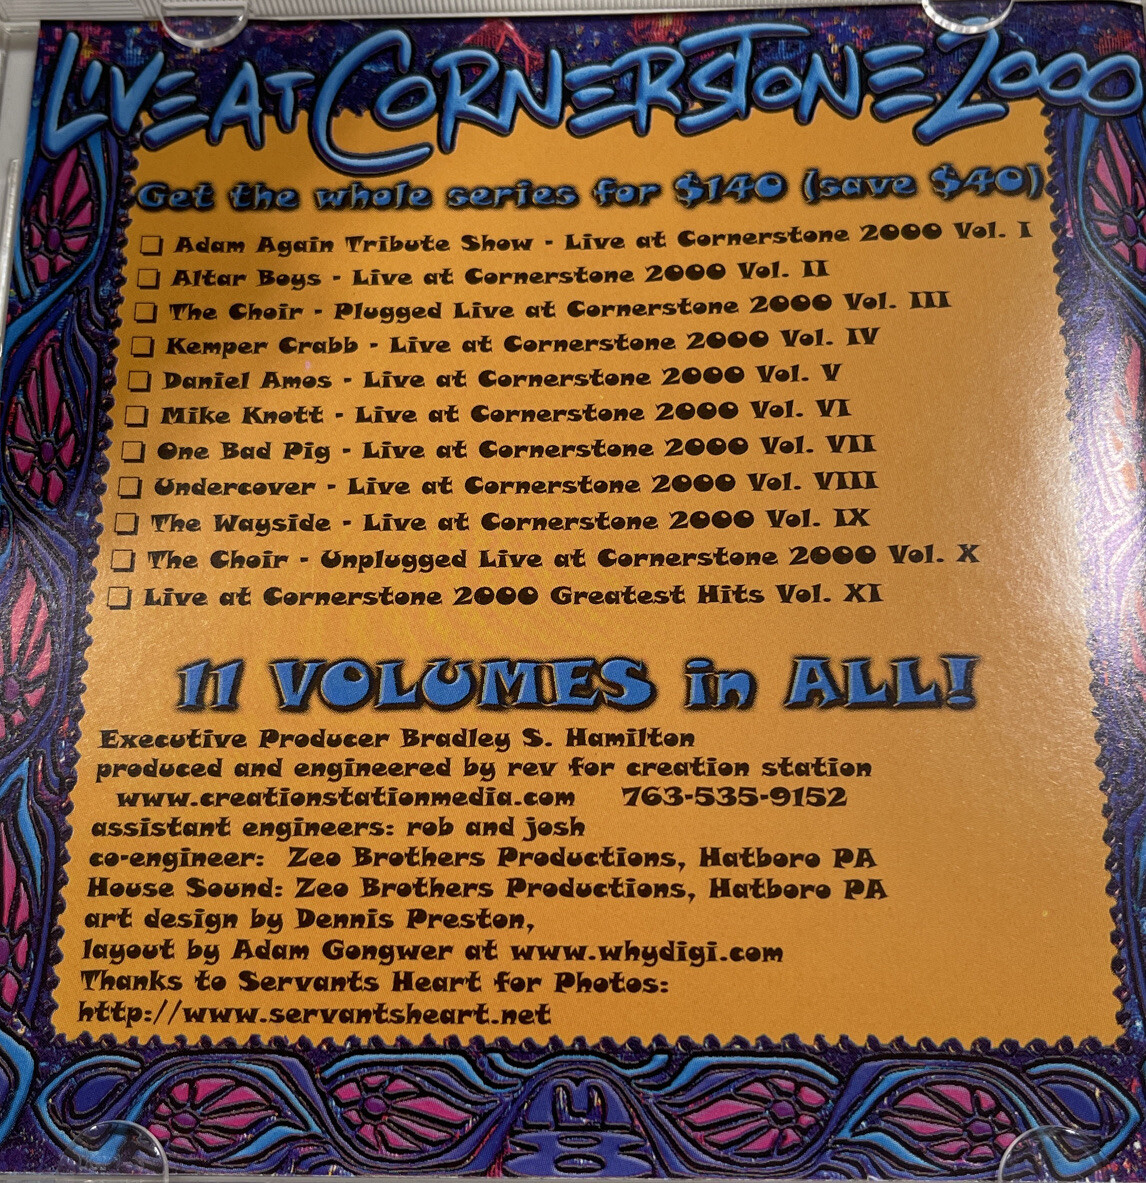 LIVE AT CORNERSTONE 2000
Get the whole series for $140 (save $40)
❏ Adam Again Tribute Show - Live at Cornerstone 2000 Vol. I
❏ Altar Boys - Live at Cornerstone 2000 Vol. II
❏ The Choir - Plugged Live at Cornerstone 2000 Vol. III
❏ Kemper Crabb - Live at Cornerstone 2000 Vol. IV
❏ Daniel Amos - Live at Cornerstone 2000 Vol. V
❏ Mike Knott - Live at Cornerstone 2000 Vol. VI
❏ One Bad Pig - Live at Cornerstone 2000 Vol. VII
❏ Undercover - Live at Cornerstone 2000 Vol. VIII
❏ The Wayside - Live at Cornerstone 2000 Vol. IX
❏ The Choir - Unplugged Live at Cornerstone 2000 Vol. X
❏ Live at Cornerstone 2000 Greatest Hits Vol. XI
11 VOLUMES in ALL!
Executive Producer Bradley S. Hamilton
produced and engineered by rev for creation station
www.creationstationmedia.com 763-535-9152
assistant engineers: rob and josh
co-engineer: Zeo Brothers Productions, Hatboro PA
House Sound: Zeo Brothers Productions, Hatboro PA
art design by Dennis Preston,
layout by Adam Gongwer at www.whydigi.com
Thanks to Servants Heart for Photos:
http://www.servantsheart.net